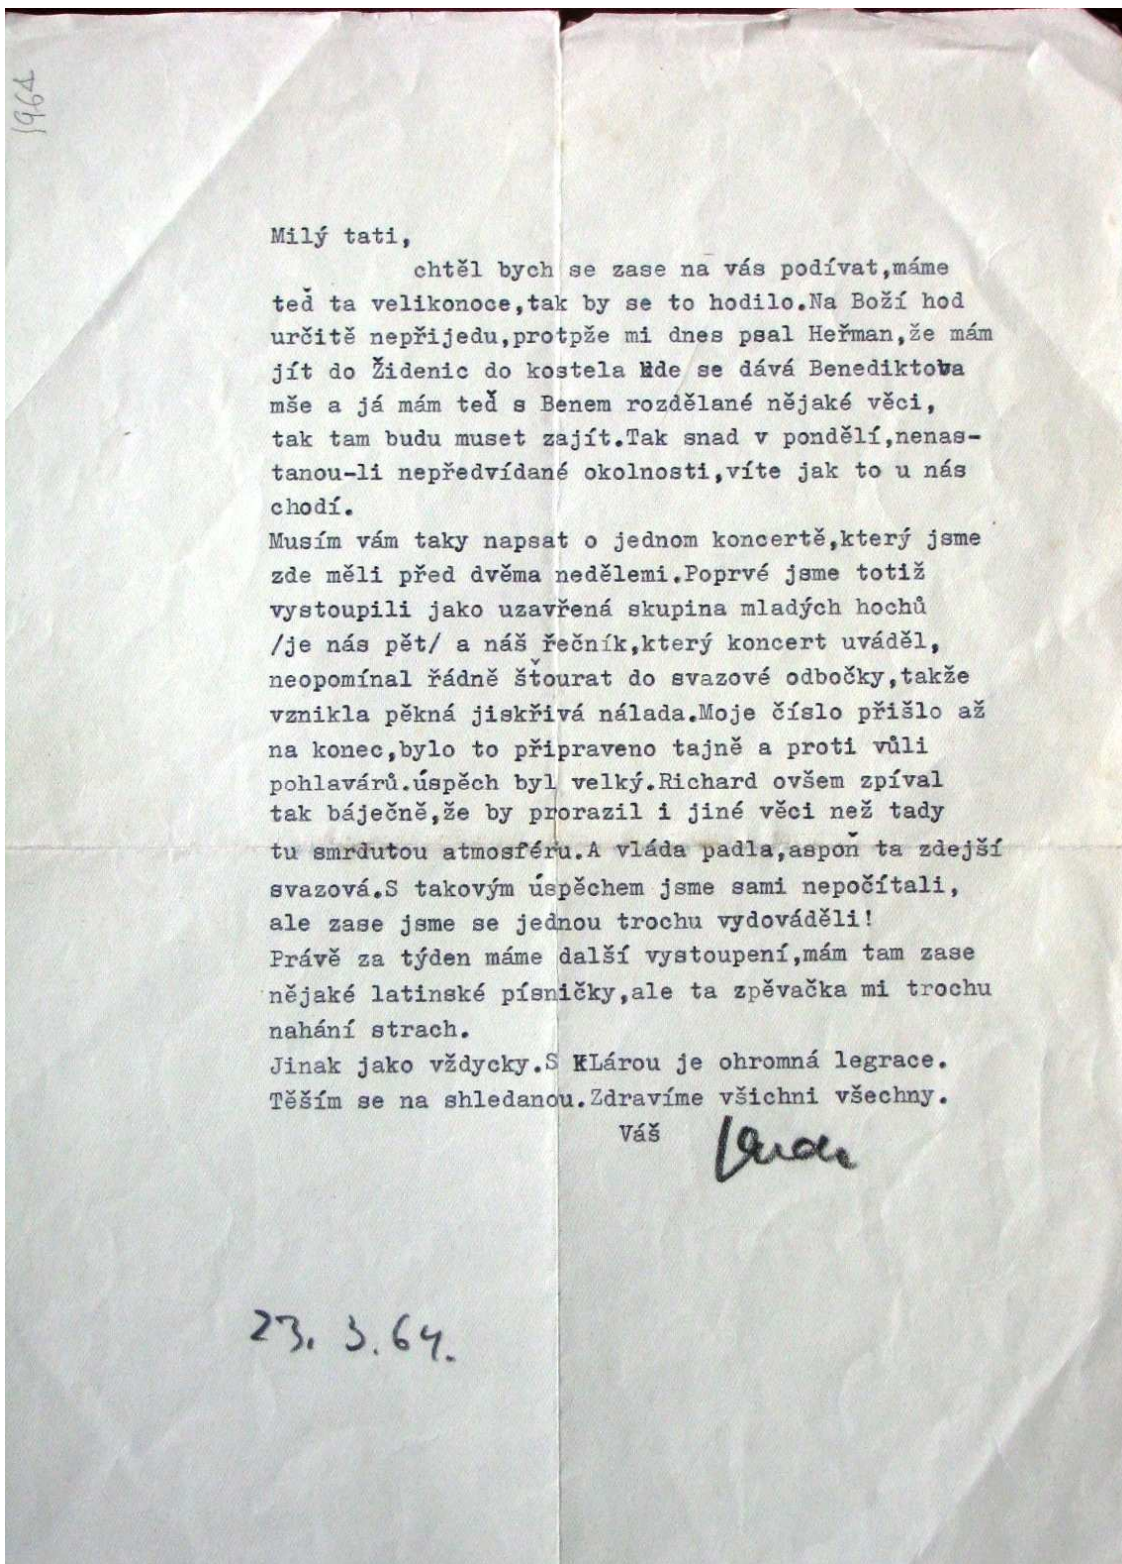 1964
Milý tati,
chtěl bych se zase na vás podívat,máme
teď ta velikonoce,tak by se to hodilo.Na Boží hod
určitě nepřijedu,protpže mi dnes psal Heřman,že mám
jít do Židenic do kostela kde se dává Benediktova
mše a já mám teď s Benem rozdělané nějaké věci,
tak tam budu muset zajít.Tak snad v pondělí,nenas-
tanou-li nepředvídané okolnosti,víte jak to u nás
chodí.
Musím vám taky napsat o jednom koncertě,který jsme
zde měli před dvěma nedělemi.Poprvé jsme totiž
vystoupili jako uzavřená skupina mladých hochů
/je nás pět/ a náš řečník,který koncert uváděl,
neopomínal řádně šťourat do svazové odbočky,takže
vznikla pěkná jiskřivá nálada.Moje číslo přišlo až
na konec,bylo to připraveno tajně a proti vůli
pohlavárů.úspěch byl velký.Richard ovšem zpíval
tak báječně,že by prorazil i jiné věci než tady
tu smrdutou atmosféru.A vláda padla,aspoň ta zdejší
svazová.S takovým úspěchem jsme sami nepočítali,
ale zase jsme se jednou trochu vydováděli!
Právě za týden máme další vystoupení,mám tam zase
nějaké latinské písničky,ale ta zpěvačka mi trochu
nahání strach.
Jinak jako vždycky.S KLárou je ohromná legrace.
Těším se na shledanou.Zdravíme všichni všechny.
Váš
23. 3. 64.